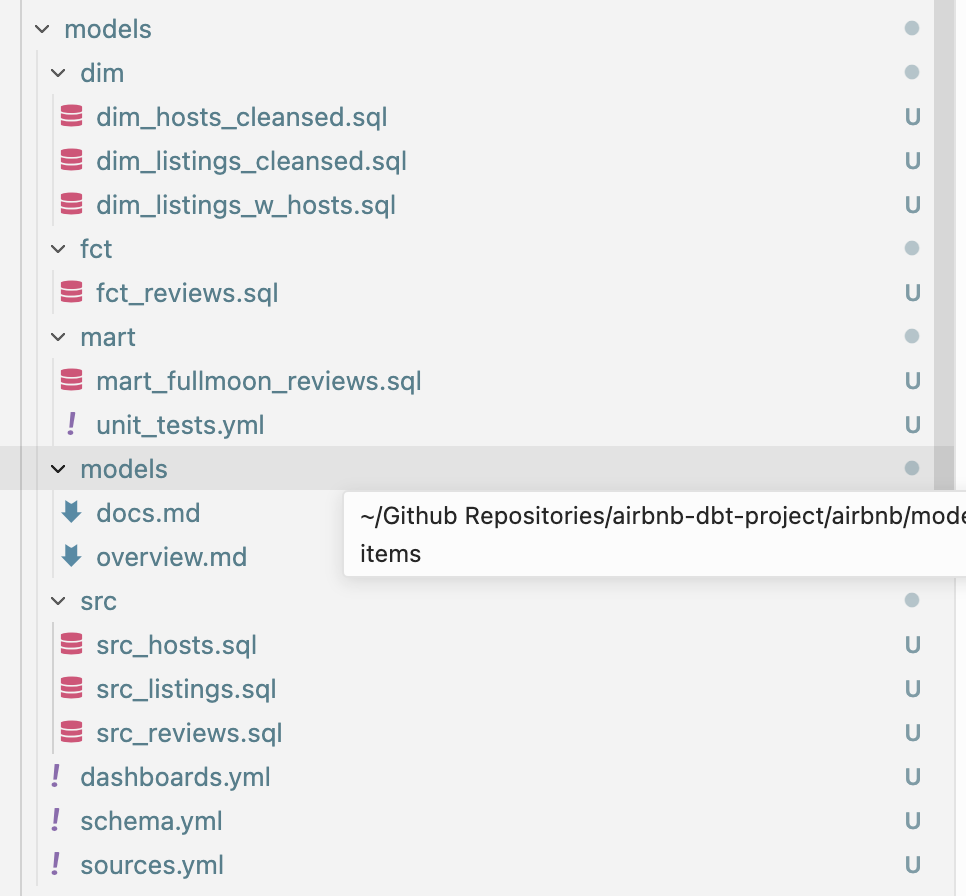 models
dim
dim_hosts_cleansed.sql U
dim_listings_cleansed.sql U
dim_listings_w_hosts.sql U
fct
fct_reviews.sql U
mart
mart_fullmoon_reviews.sql U
! unit_tests.yml U
models
docs.md
~/Github Repositories/airbnb-dbt-project/airbnb/mode
items
overview.md
src
src_hosts.sql U
src_listings.sql U
src_reviews.sql U
! dashboards.yml U
! schema.yml U
! sources.yml U